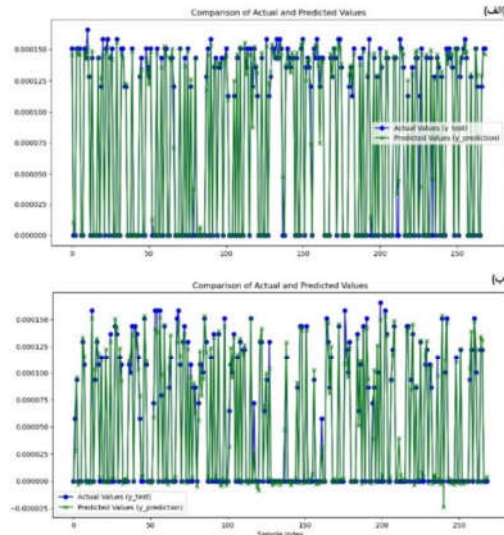 (الف)
Comparison of Actual and Predicted Values
0.000150
0.000125
0.000100
0.000075
0.000050
0.000025
0.000000
Actual Values (y_test)
Predicted Values (y_prediction)
0 50 100 150 200 250
(ب)
Comparison of Actual and Predicted Values
0.000150
0.000125
0.000100
0.000075
0.000050
0.000025
0.000000
−0.000025
Actual Values (y_test)
Predicted Values (y_prediction)
0 50 100 150 200 250
Sample Index